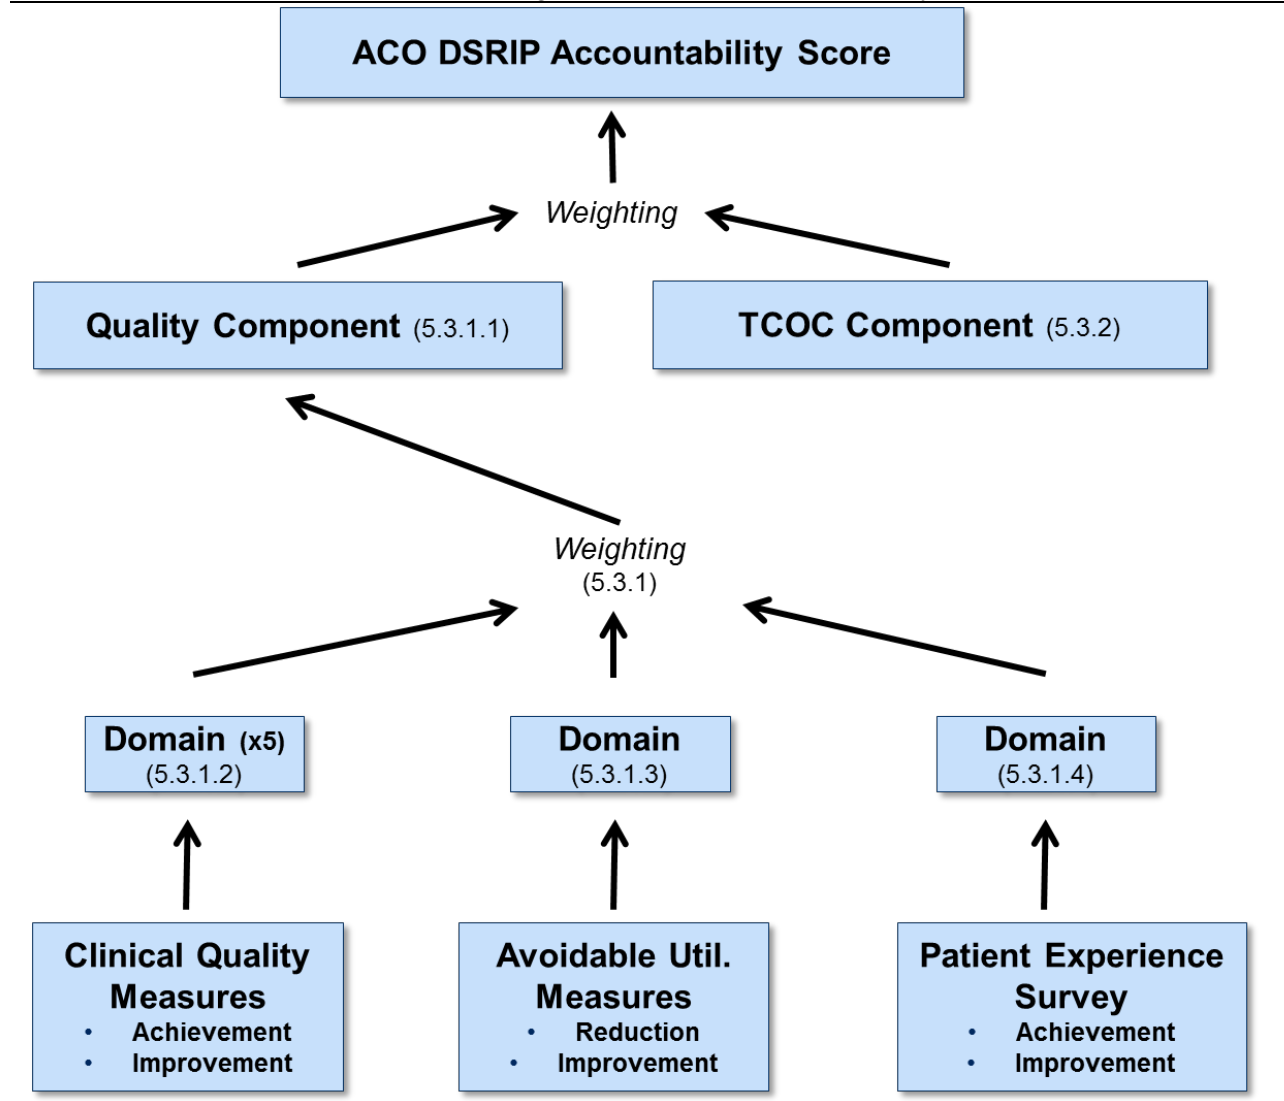 ACO DSRIP Accountability Score
Weighting
Quality Component (5.3.1.1)
TCOC Component (5.3.2)
Weighting
(5.3.1)
Domain (x5)
(5.3.1.2)
Domain
(5.3.1.3)
Domain
(5.3.1.4)
Clinical Quality
Measures
• Achievement
• Improvement
Avoidable Util.
Measures
• Reduction
• Improvement
Patient Experience
Survey
• Achievement
• Improvement